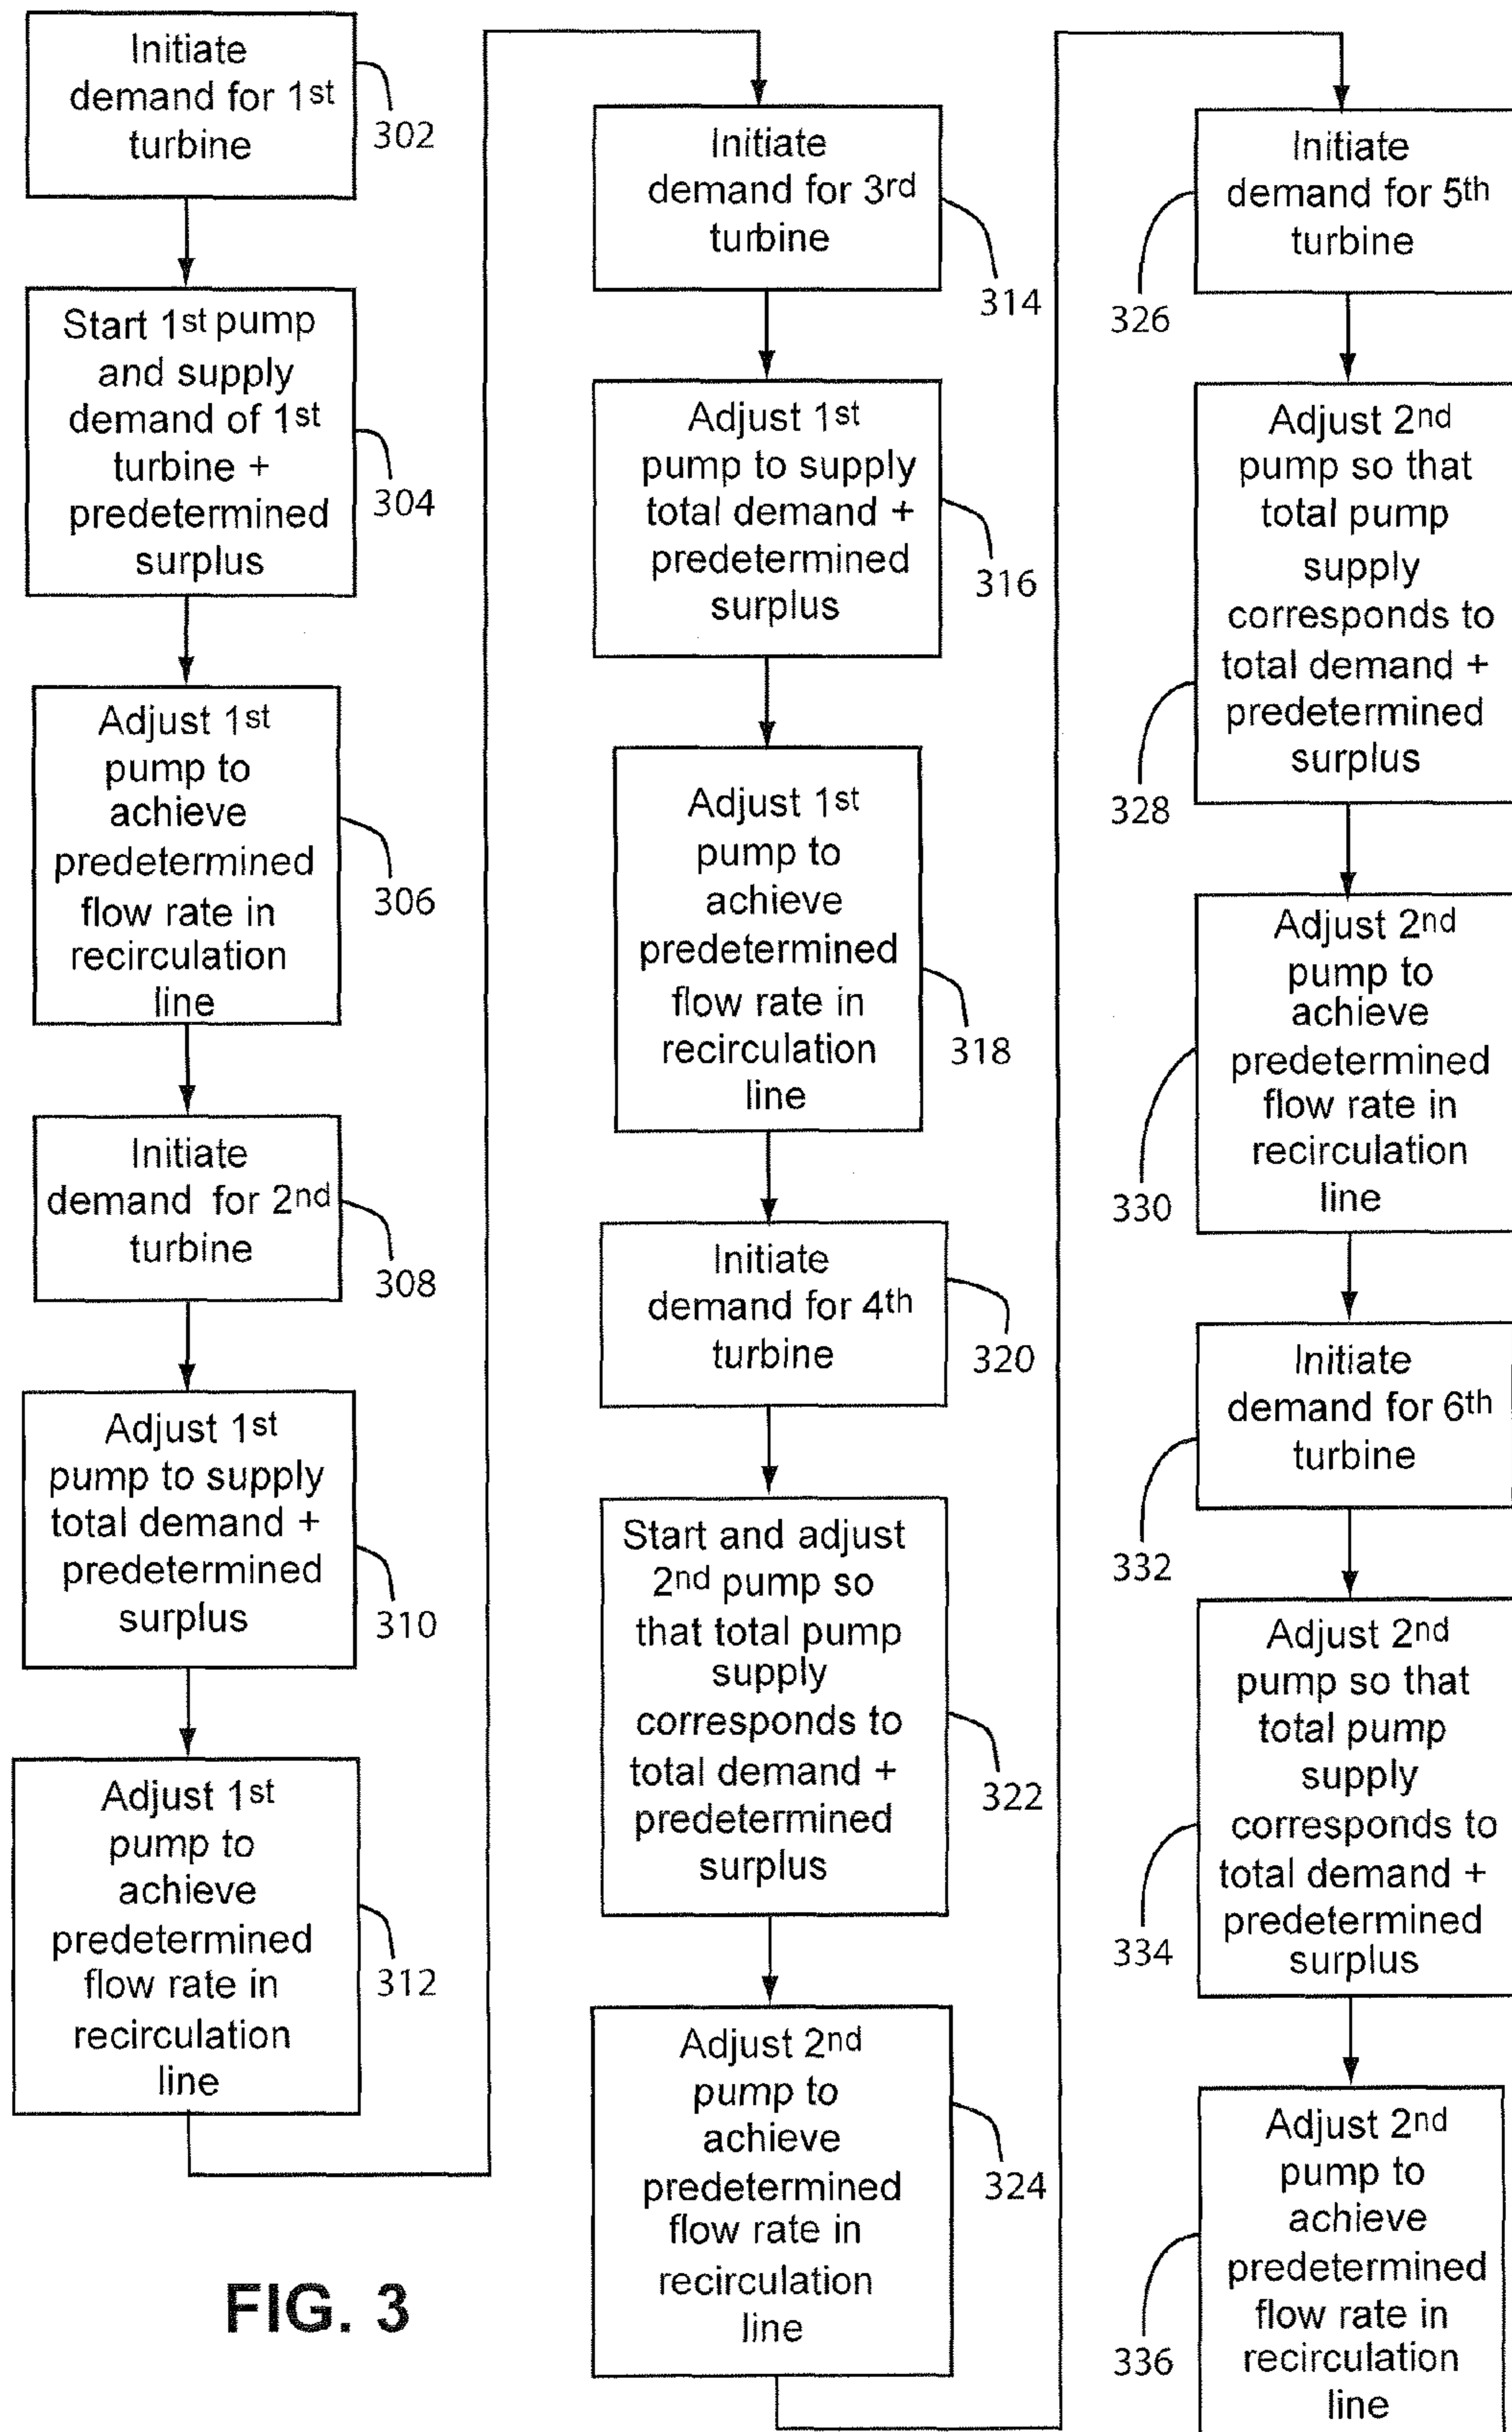 Initiate
demand for 1st
turbine
302
Start 1st pump
and supply
demand of 1st
turbine +
predetermined
surplus
304
Adjust 1st
pump to
achieve
predetermined
flow rate in
recirculation
line
306
Initiate
demand for 2nd
turbine
308
Adjust 1st
pump to supply
total demand +
predetermined
surplus
310
Adjust 1st
pump to
achieve
predetermined
flow rate in
recirculation
line
312
Initiate
demand for 3rd
turbine
314
Adjust 1st
pump to supply
total demand +
predetermined
surplus
316
Adjust 1st
pump to
achieve
predetermined
flow rate in
recirculation
line
318
Initiate
demand for 4th
turbine
320
Start and adjust
2nd pump so
that total pump
supply
corresponds to
total demand +
predetermined
surplus
322
Adjust 2nd
pump to
achieve
predetermined
flow rate in
recirculation
line
324
Initiate
demand for 5th
turbine
326
Adjust 2nd
pump so that
total pump
supply
corresponds to
total demand +
predetermined
surplus
328
Adjust 2nd
pump to
achieve
predetermined
flow rate in
recirculation
line
330
Initiate
demand for 6th
turbine
332
Adjust 2nd
pump so that
total pump
supply
corresponds to
total demand +
predetermined
surplus
334
Adjust 2nd
pump to
achieve
predetermined
flow rate in
recirculation
line
336
FIG. 3